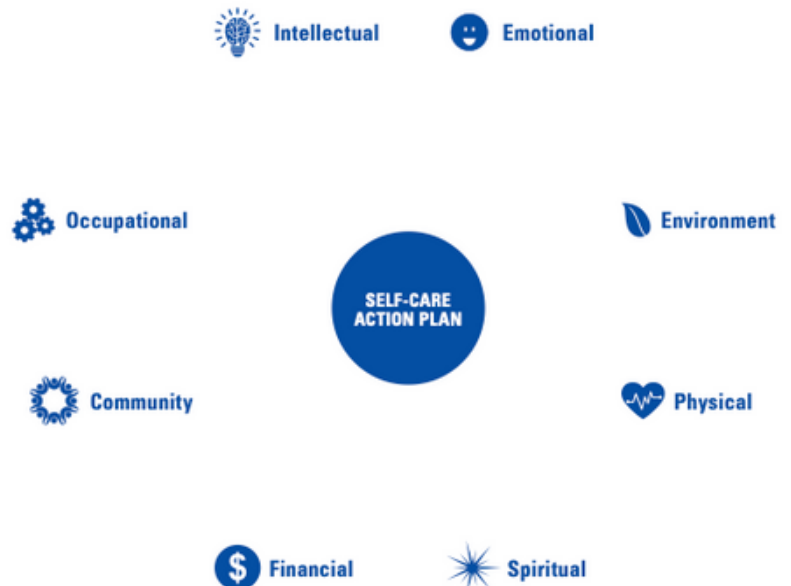 Intellectual
Emotional
Occupational
Environment
SELF-CARE
ACTION PLAN
Community
Physical
$
Financial
Spiritual